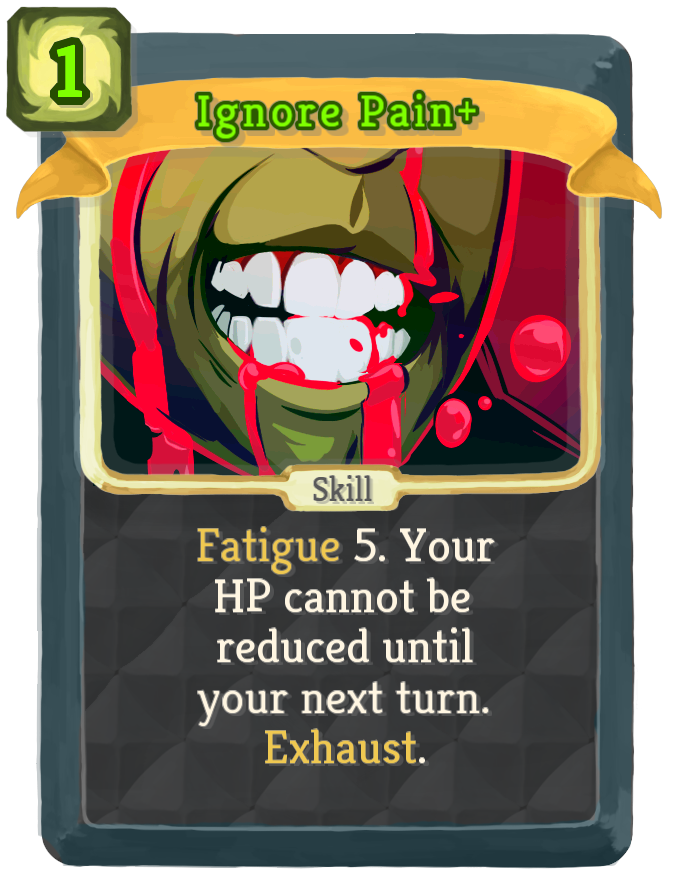 1
Ignore Pain+
Skill
Fatigue 5. Your
HP cannot be
reduced until
your next turn.
Exhaust.